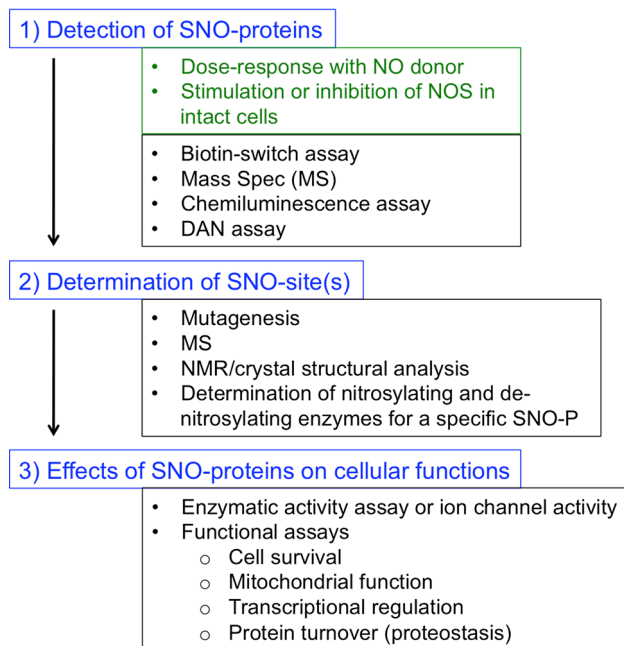 1) Detection of SNO-proteins
• Dose-response with NO donor
• Stimulation or inhibition of NOS in
intact cells
• Biotin-switch assay
• Mass Spec (MS)
• Chemiluminescence assay
• DAN assay
2) Determination of SNO-site(s)
• Mutagenesis
• MS
• NMR/crystal structural analysis
• Determination of nitrosylating and de-
nitrosylating enzymes for a specific SNO-P
3) Effects of SNO-proteins on cellular functions
• Enzymatic activity assay or ion channel activity
• Functional assays
o Cell survival
o Mitochondrial function
o Transcriptional regulation
o Protein turnover (proteostasis)